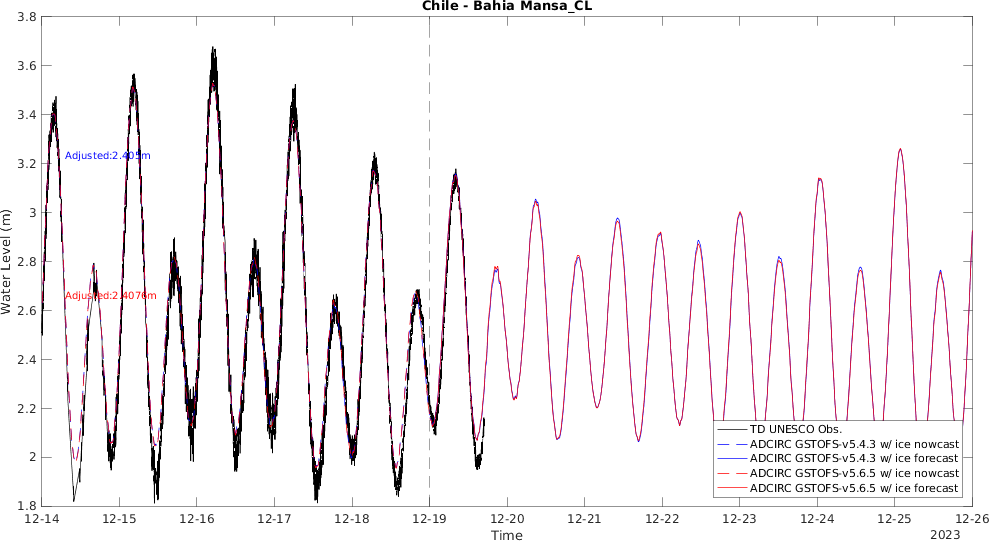 Chile - Bahia Mansa_CL
3.8
3.6
3.4
3.2
3
2.8
2.6
2.4
2.2
2
1.8
Water Level (m)
Adjusted:2.405m
Adjusted:2.4076m
TD UNESCO Obs.
ADCIRC GSTOFS-v5.4.3 w/ ice nowcast
ADCIRC GSTOFS-v5.4.3 w/ ice forecast
ADCIRC GSTOFS-v5.6.5 w/ ice nowcast
ADCIRC GSTOFS-v5.6.5 w/ ice forecast
12-14 12-15 12-16 12-17 12-18 12-19 12-20 12-21 12-22 12-23 12-24 12-25 12-26
Time
2023